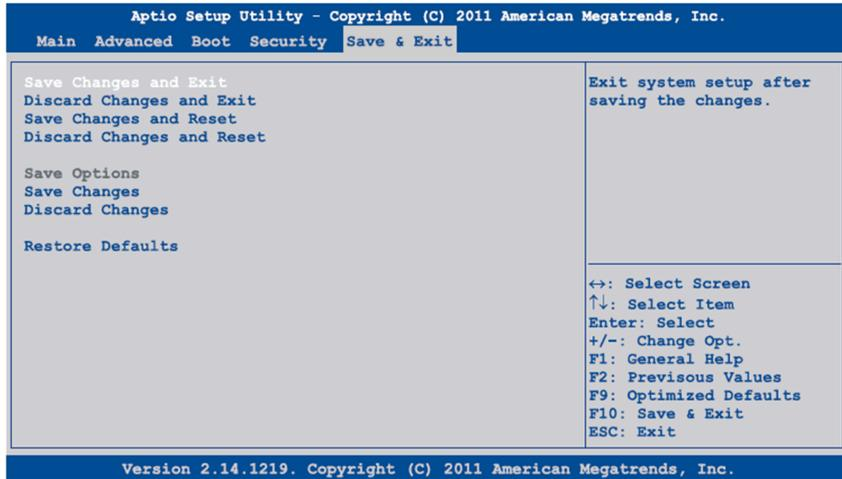 Aptio Setup Utility - Copyright (C) 2011 American Megatrends, Inc.
Main Advanced Boot Security Save & Exit
Save Changes and Exit
Discard Changes and Exit
Save Changes and Reset
Discard Changes and Reset
Save Options
Save Changes
Discard Changes
Restore Defaults
Exit system setup after
saving the changes.
↔: Select Screen
↑↓: Select Item
Enter: Select
+/-: Change Opt.
F1: General Help
F2: Previsous Values
F9: Optimized Defaults
F10: Save & Exit
ESC: Exit
Version 2.14.1219. Copyright (C) 2011 American Megatrends, Inc.